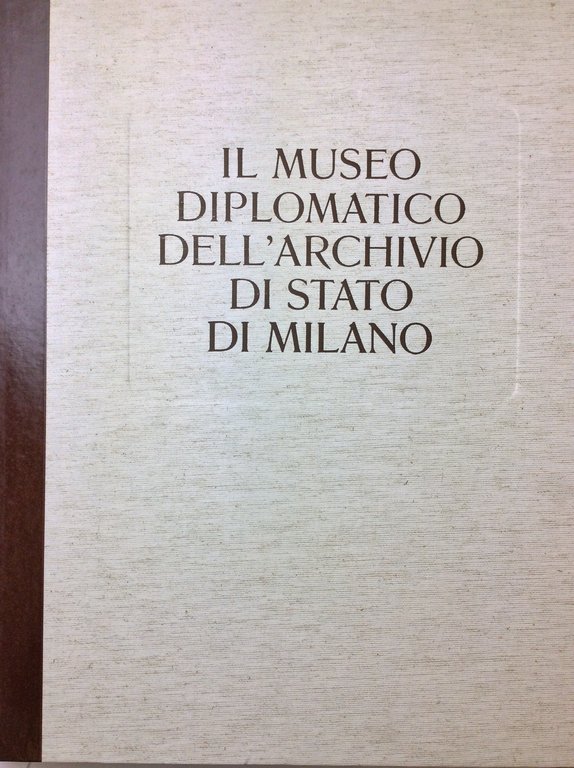 IL MUSEO
DIPLOMATICO
DELL'ARCHIVIO
DI STATO
DI MILANO